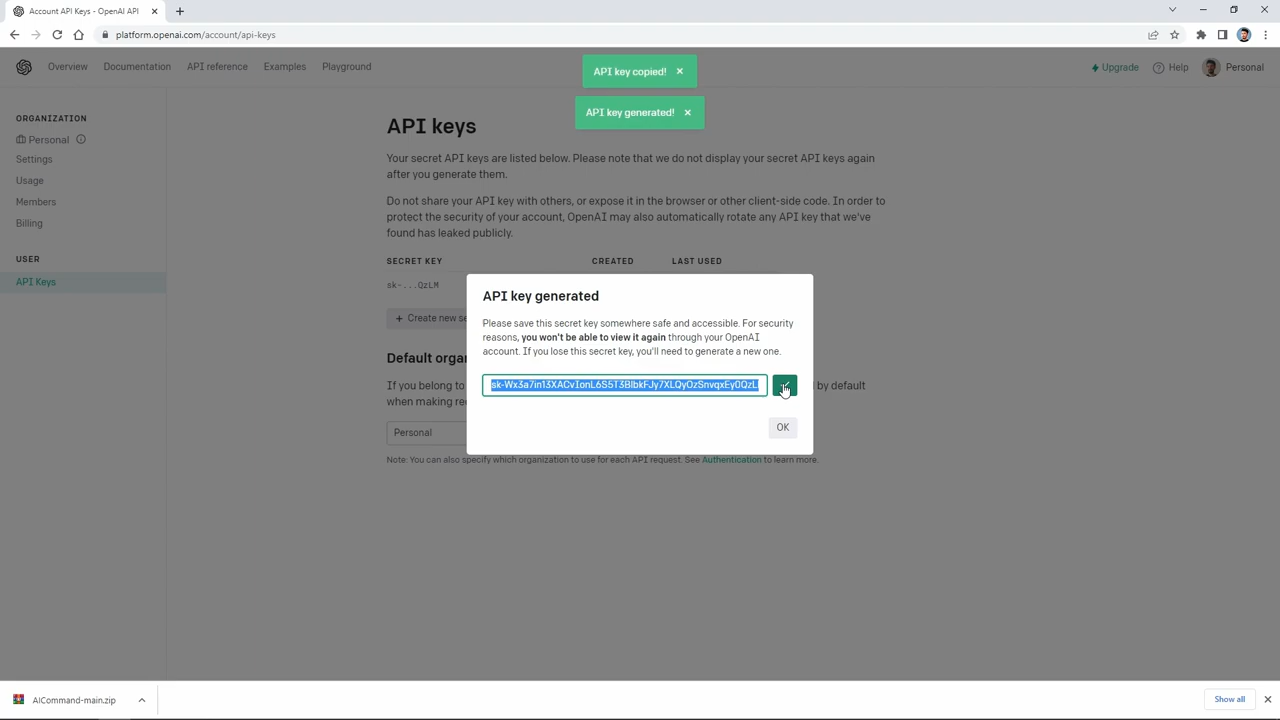 Account API Keys - OpenAI API
platform.openai.com/account/api-keys
Overview
Documentation
API reference
Examples
Playground
Upgrade
Help
Personal
API key copied!
API key generated!
ORGANIZATION
Personal
Settings
Usage
Members
Billing
USER
API Keys
API keys
Your secret API keys are listed below. Please note that we do not display your secret API keys again
after you generate them.
Do not share your API key with others, or expose it in the browser or other client-side code. In order to
protect the security of your account, OpenAI may also automatically rotate any API key that we've
found has leaked publicly.
SECRET KEY CREATED LAST USED
sk-...QzLM
+ Create new se
Default orga
If you belong to
by default
when making re
Personal
Note: You can also specify which organization to use for each API request. See Authentication to learn more.
API key generated
Please save this secret key somewhere safe and accessible. For security
reasons, you won't be able to view it again through your OpenAI
account. If you lose this secret key, you'll need to generate a new one.
OK
AICommand-main.zip
Show all